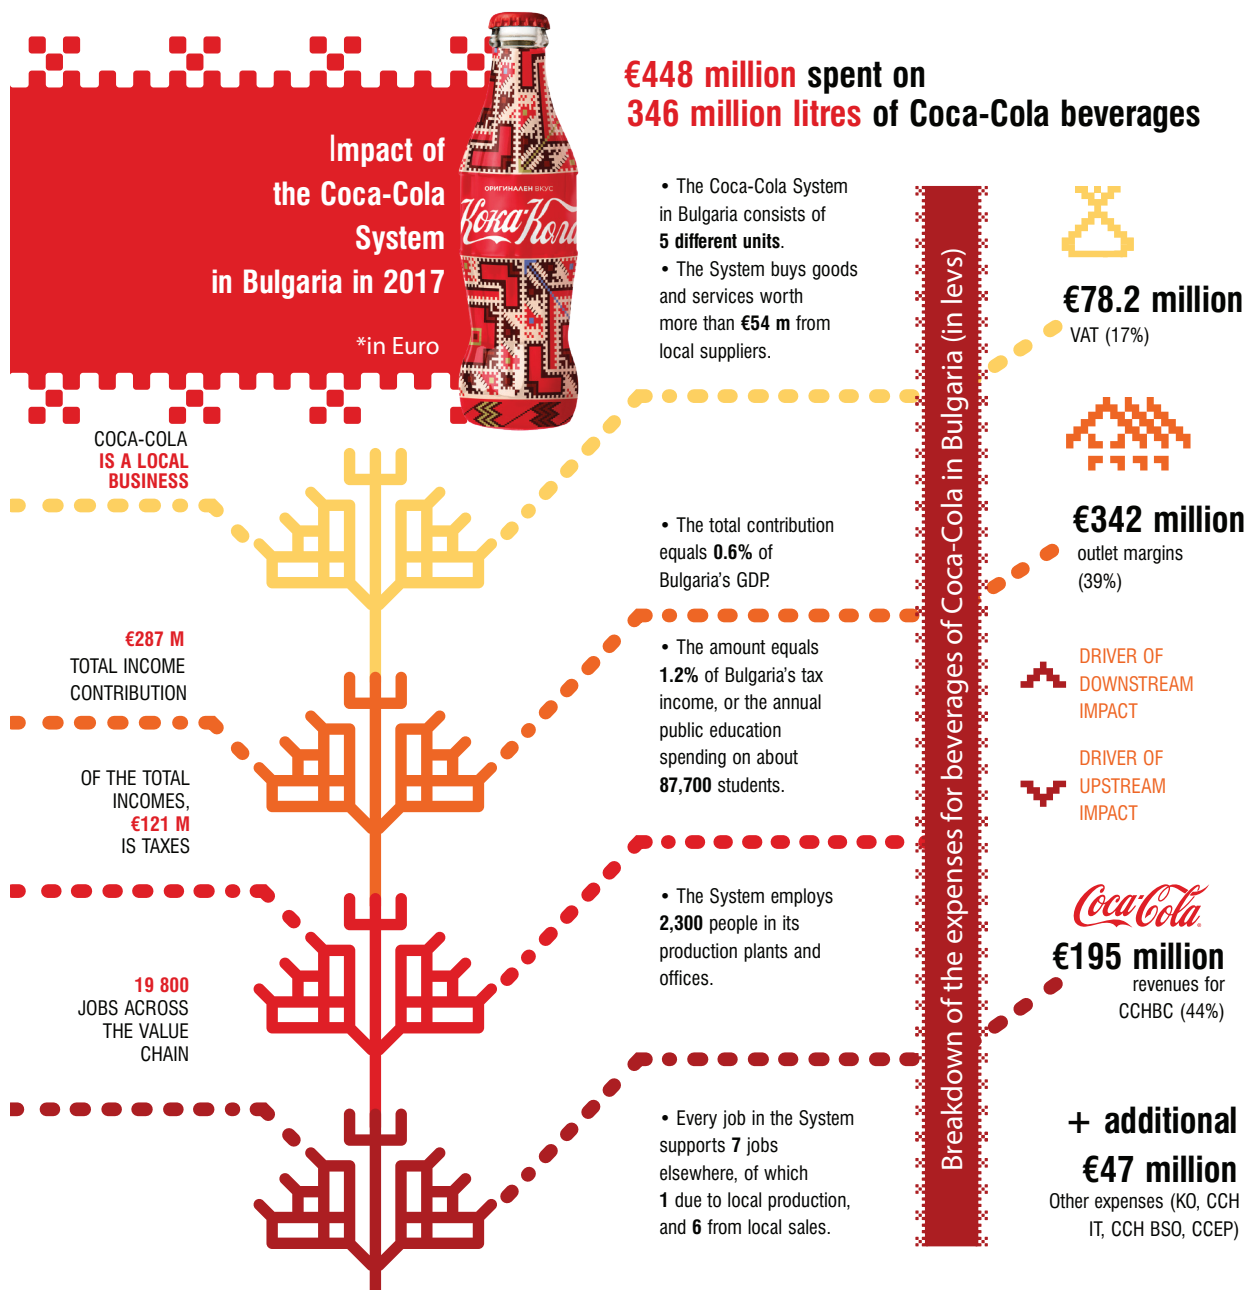 Impact of
the Coca-Cola
System
in Bulgaria in 2017
*in Euro
ОРИГИНАЛЕН ВКУС
Кока-Кола
€448 million spent on
346 million litres of Coca-Cola beverages
• The Coca-Cola System
in Bulgaria consists of
5 different units.
• The System buys goods
and services worth
more than €54 m from
local suppliers.
COCA-COLA
IS A LOCAL
BUSINESS
• The total contribution
equals 0.6% of
Bulgaria's GDP.
€287 M
TOTAL INCOME
CONTRIBUTION
• The amount equals
1.2% of Bulgaria's tax
income, or the annual
public education
spending on about
87,700 students.
OF THE TOTAL
INCOMES,
€121 M
IS TAXES
• The System employs
2,300 people in its
production plants and
offices.
19 800
JOBS ACROSS
THE VALUE
CHAIN
• Every job in the System
supports 7 jobs
elsewhere, of which
1 due to local production,
and 6 from local sales.
Breakdown of the expenses for beverages of Coca-Cola in Bulgaria (in levs)
€78.2 million
VAT (17%)
€342 million
outlet margins
(39%)
DRIVER OF
DOWNSTREAM
IMPACT
DRIVER OF
UPSTREAM
IMPACT
Coca-Cola
€195 million
revenues for
CCHBC (44%)
+ additional
€47 million
Other expenses (KO, CCH
IT, CCH BSO, CCEP)